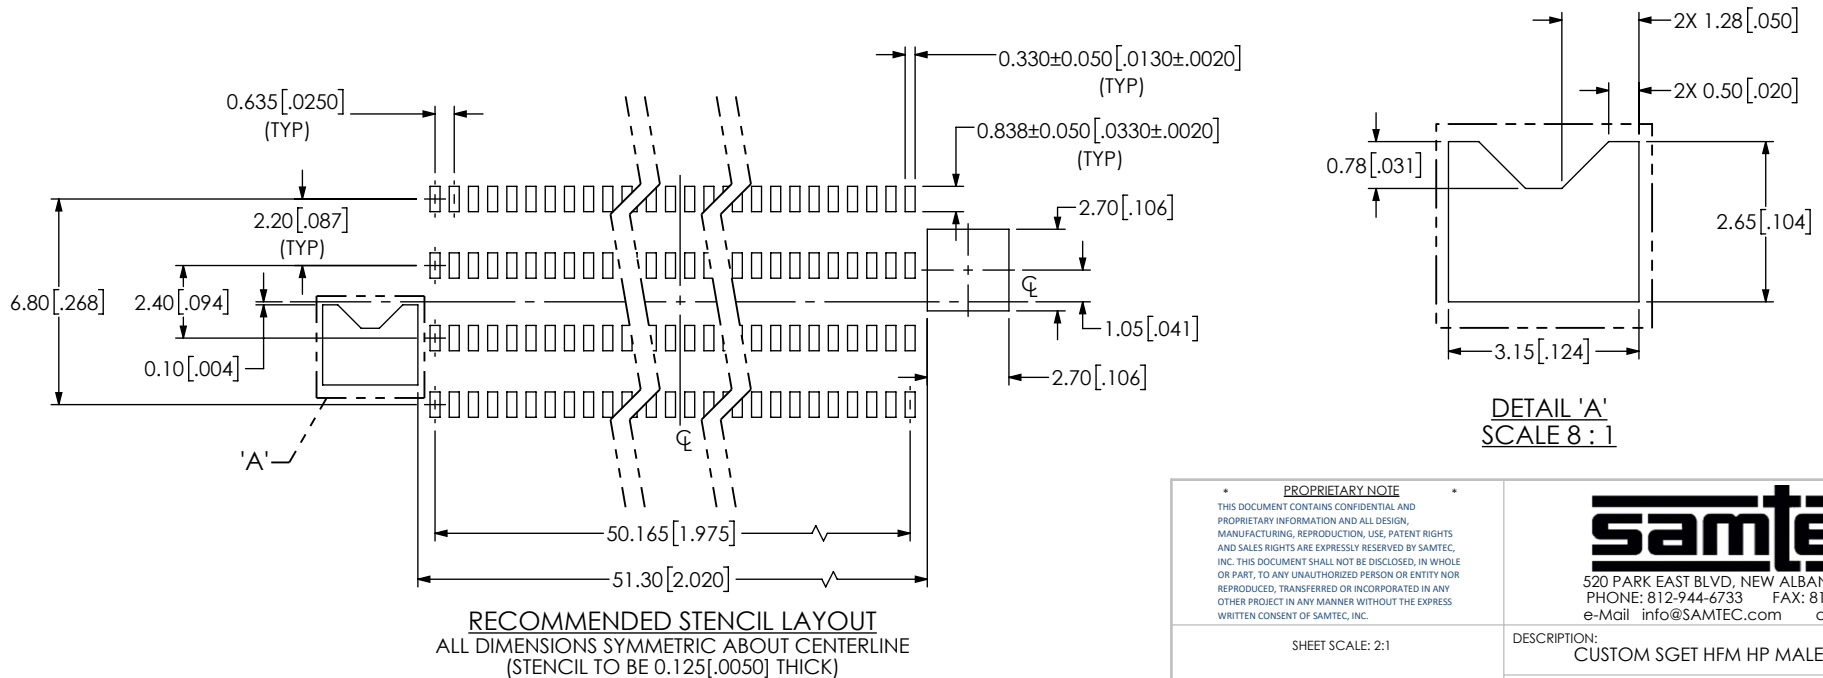 2X 1.28[.050]
0.330±0.050[.0130±.0020]
(TYP)
2X 0.50[.020]
0.635[.0250]
(TYP)
0.838±0.050[.0330±.0020]
(TYP)
0.78[.031]
2.20[.087]
(TYP)
2.70[.106]
2.65[.104]
6.80[.268]
2.40[.094]
℄
1.05[.041]
0.10[.004]
3.15[.124]
2.70[.106]
DETAIL 'A'
SCALE 8 : 1
℄
'A'
50.165[1.975]
51.30[2.020]
RECOMMENDED STENCIL LAYOUT
ALL DIMENSIONS SYMMETRIC ABOUT CENTERLINE
(STENCIL TO BE 0.125[.0050] THICK)
* PROPRIETARY NOTE *
THIS DOCUMENT CONTAINS CONFIDENTIAL AND
PROPRIETARY INFORMATION AND ALL DESIGN,
MANUFACTURING, REPRODUCTION, USE, PATENT RIGHTS
AND SALES RIGHTS ARE EXPRESSLY RESERVED BY SAMTEC,
INC. THIS DOCUMENT SHALL NOT BE DISCLOSED, IN WHOLE
OR PART, TO ANY UNAUTHORIZED PERSON OR ENTITY NOR
REPRODUCED, TRANSFERRED OR INCORPORATED IN ANY
OTHER PROJECT IN ANY MANNER WITHOUT THE EXPRESS
WRITTEN CONSENT OF SAMTEC, INC.
SHEET SCALE: 2:1
samte
520 PARK EAST BLVD, NEW ALBAN
PHONE: 812-944-6733 FAX: 81
e-Mail info@SAMTEC.com
DESCRIPTION:
CUSTOM SGET HFM HP MALE